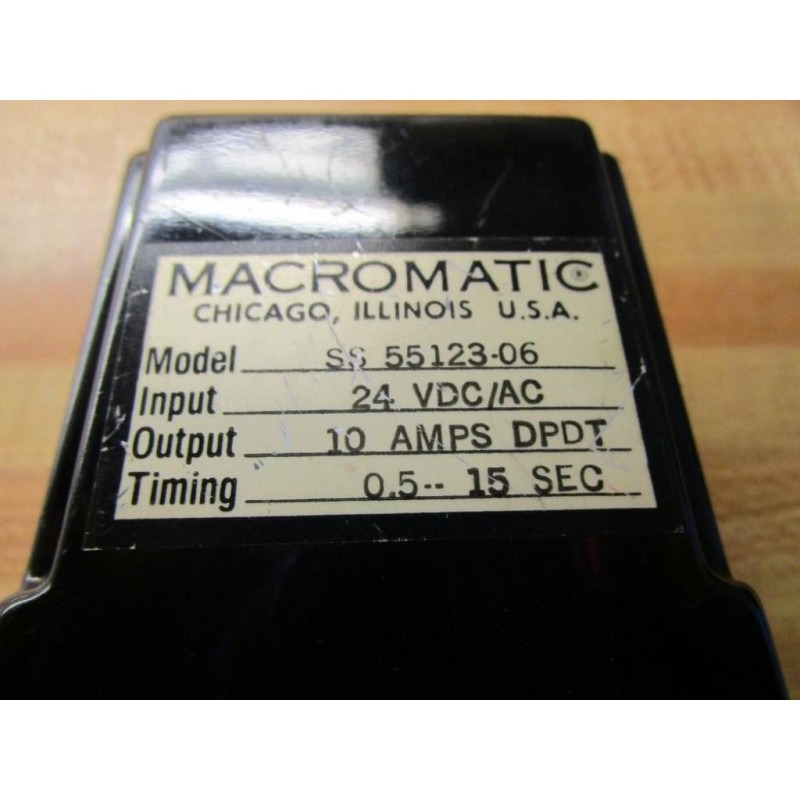 MACROMATIC
CHICAGO, ILLINOIS U.S.A.
Model SS 55123-06
Input 24 VDC/AC
Output 10 AMPS DPDT
Timing 0.5-- 15 SEC